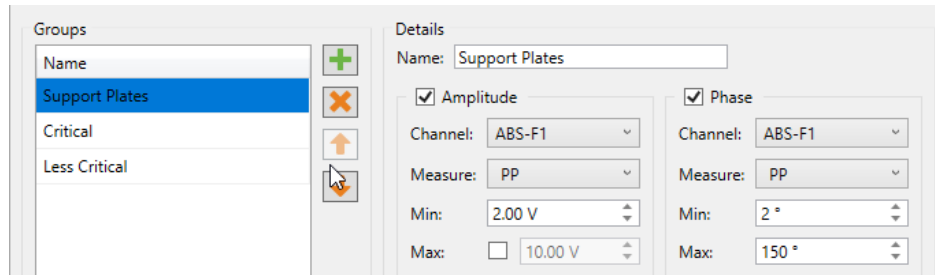 Groups
Name
Support Plates
Critical
Less Critical
Details
Name: Support Plates
Amplitude
Channel: ABS-F1
Measure: PP
Min: 2.00 V
Max: 10.00 V
Phase
Channel: ABS-F1
Measure: PP
Min: 2 °
Max: 150 °